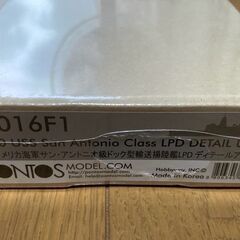 016F1
USS San Antonio Class LPD DETAIL
メリカ海軍サン・アントニオ級ドック型輸送揚陸艦LPD ディテールア
PONTOS MODEL.COM
Hobbyway, INC
Made in Korea